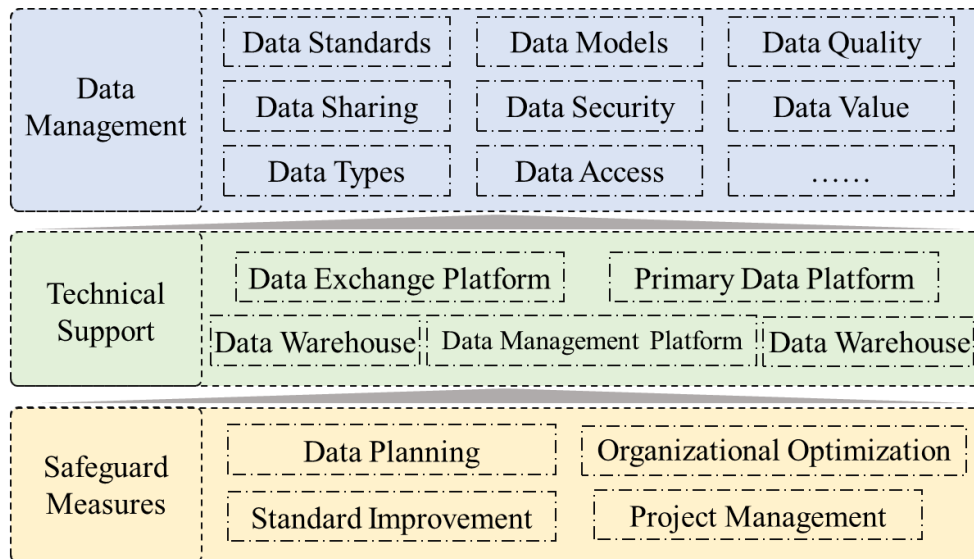 Data
Management
Data Standards
Data Models
Data Quality
Data Sharing
Data Security
Data Value
Data Types
Data Access
……
Technical
Support
Data Exchange Platform
Primary Data Platform
Data Warehouse
Data Management Platform
Data Warehouse
Safeguard
Measures
Data Planning
Organizational Optimization
Standard Improvement
Project Management